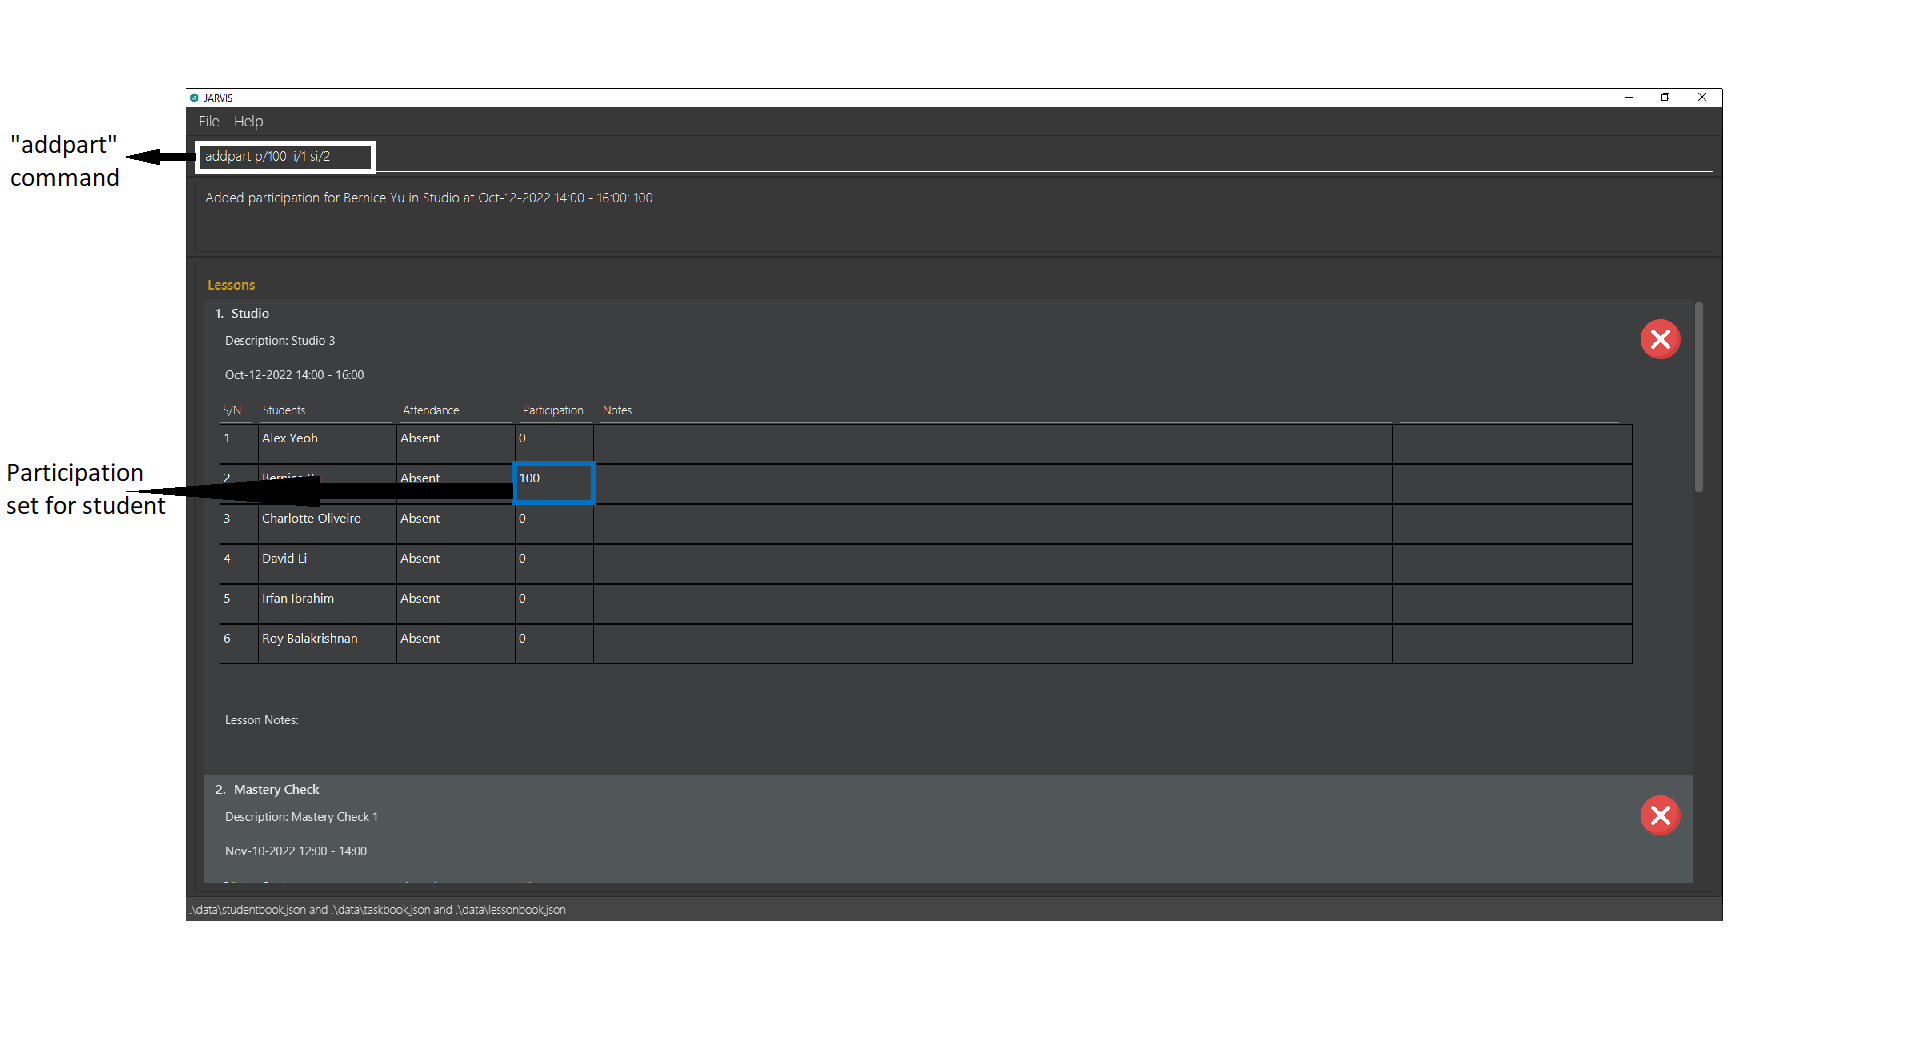 JARVIS
File Help
"addpart"
command
addpart p/100 li/1 si/2
Added participation for Bernice Yu in Studio at Oct-12-2022 14:00 - 16:00: 100
Lessons
1. Studio
Description: Studio 3
Oct-12-2022 14:00 - 16:00
S/N Students Attendance Participation Notes
1 Alex Yeoh Absent 0
Participation
set for student
2 Bernice Absent 100
3 Charlotte Oliveiro Absent 0
4 David Li Absent 0
5 Irfan Ibrahim Absent 0
6 Roy Balakrishnan Absent 0
Lesson Notes:
2. Mastery Check
Description: Mastery Check 1
Nov-10-2022 12:00 - 14:00
.\data\studentbook.json and .\data\taskbook.json and .\data\lessonbook.json